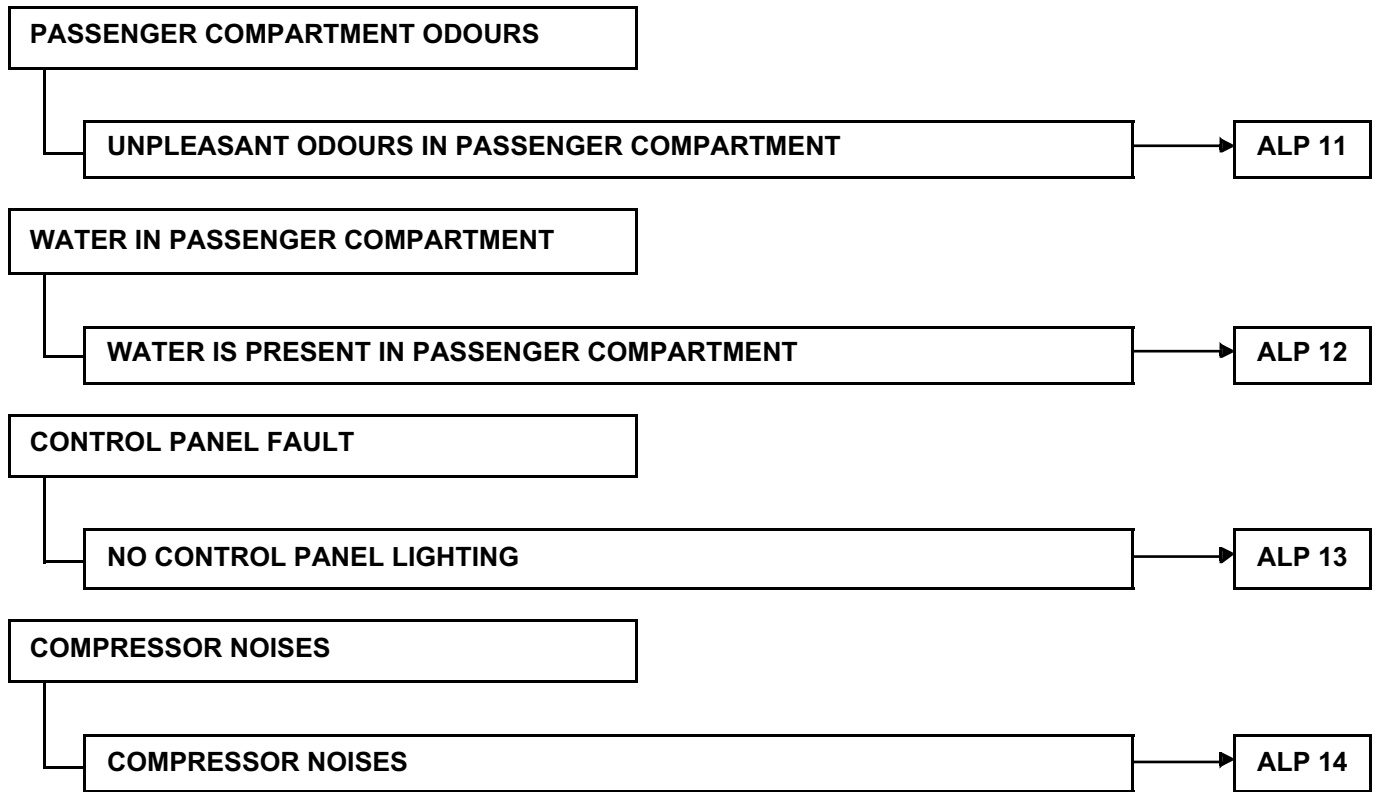 PASSENGER COMPARTMENT ODOURS
UNPLEASANT ODOURS IN PASSENGER COMPARTMENT
ALP 11
WATER IN PASSENGER COMPARTMENT
WATER IS PRESENT IN PASSENGER COMPARTMENT
ALP 12
CONTROL PANEL FAULT
NO CONTROL PANEL LIGHTING
ALP 13
COMPRESSOR NOISES
COMPRESSOR NOISES
ALP 14